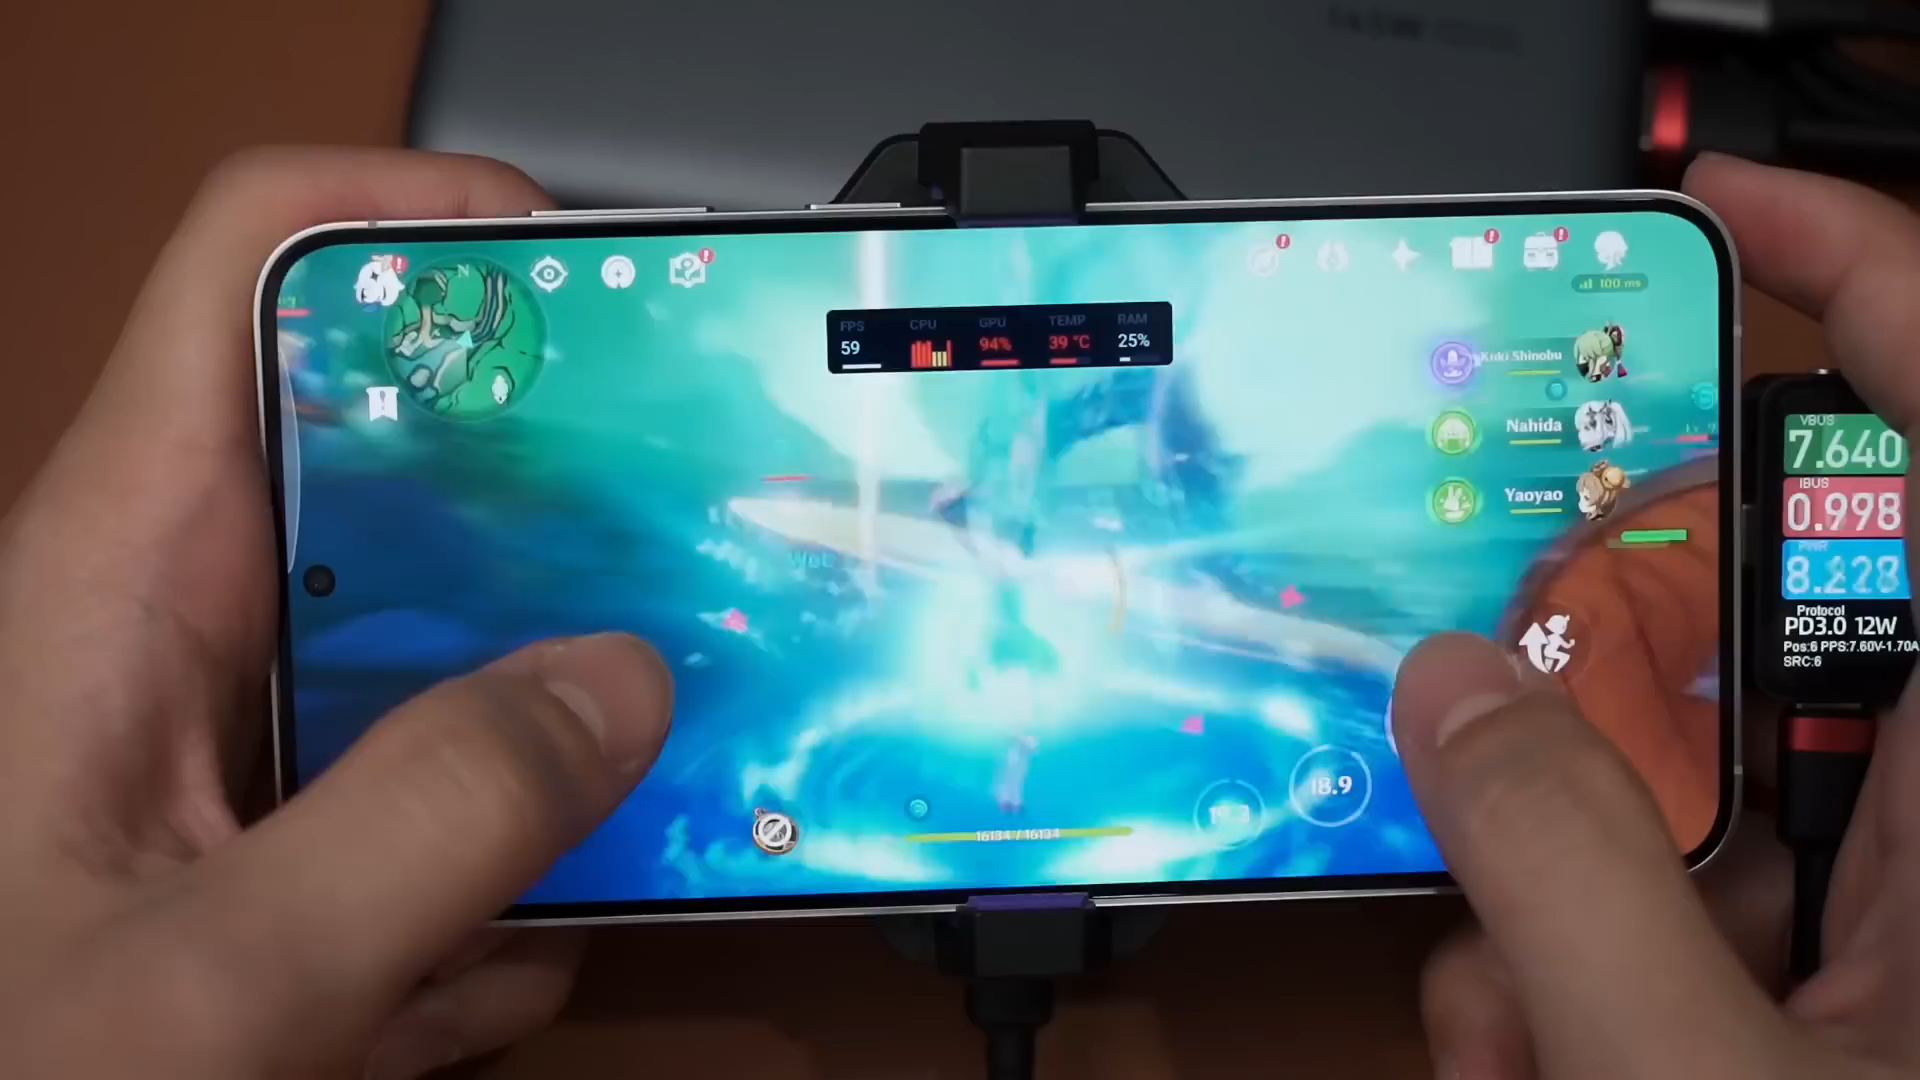 N
100 ms
FPS CPU GPU TEMP RAM
59 94% 39 °C 25%
Kuki Shinobu
Nahida
Yaoyao
Wet
18.9
16134 / 16134
VBUS
7.640
IBUS
0.998
PWR
8.228
Protocol
PD3.0 12W
Pos:6 PPS:7.60V-1.70A
SRC:6